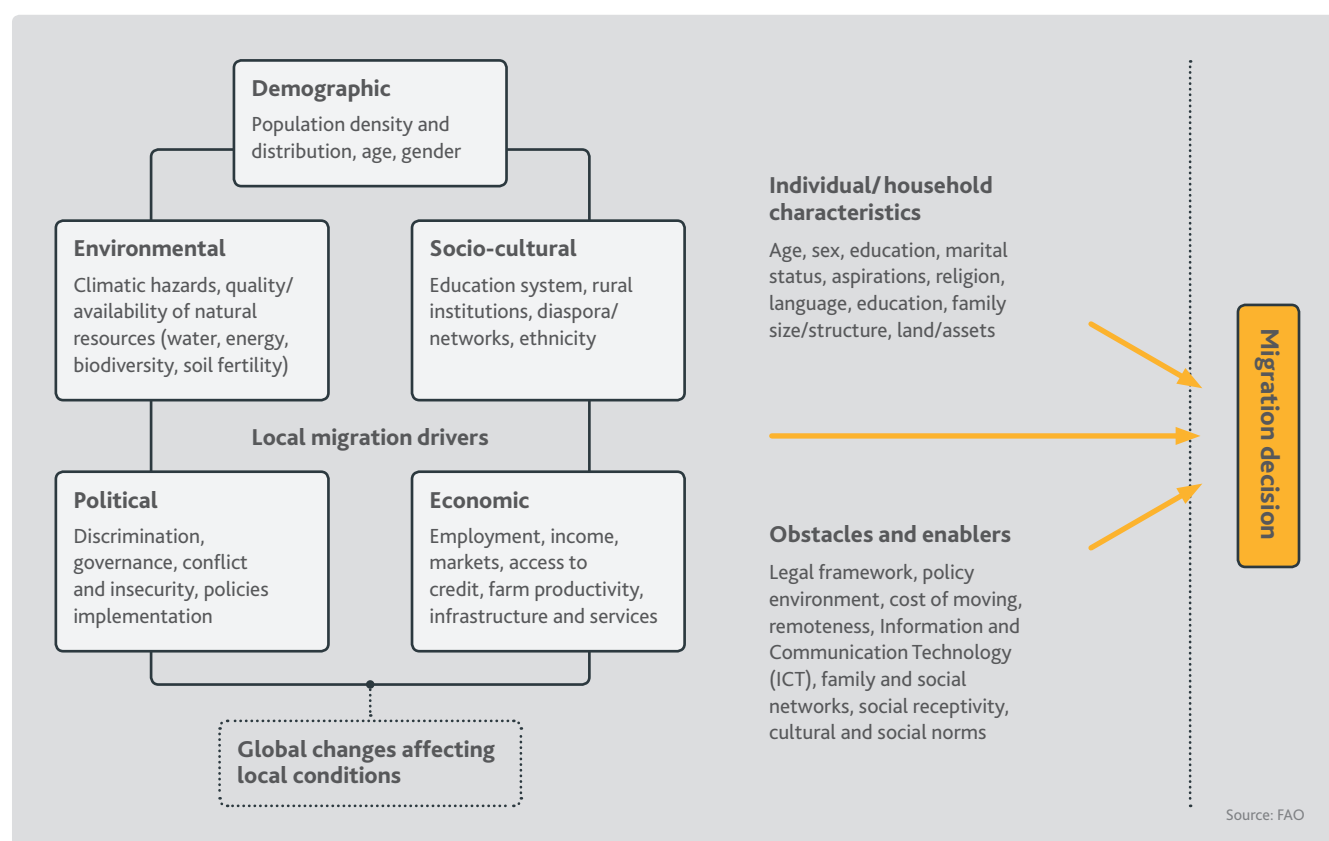 Demographic
Population density and
distribution, age, gender
Environmental
Climatic hazards, quality/
availability of natural
resources (water, energy,
biodiversity, soil fertility)
Socio-cultural
Education system, rural
institutions, diaspora/
networks, ethnicity
Local migration drivers
Political
Discrimination,
governance, conflict
and insecurity, policies
implementation
Economic
Employment, income,
markets, access to
credit, farm productivity,
infrastructure and services
Global changes affecting
local conditions
Individual/household
characteristics
Age, sex, education, marital
status, aspirations, religion,
language, education, family
size/structure, land/assets
Obstacles and enablers
Legal framework, policy
environment, cost of moving,
remoteness, Information and
Communication Technology
(ICT), family and social
networks, social receptivity,
cultural and social norms
Migration decision
Source: FAO